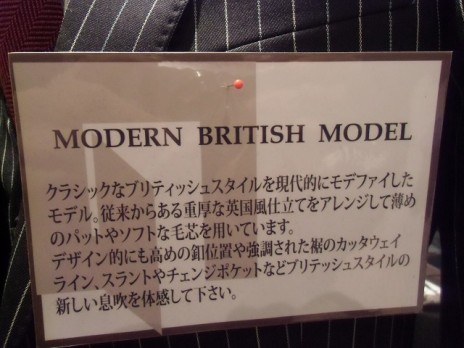 MODERN BRITISH MODEL
クラシックなブリティッシュスタイルを現代的にモデファイした
モデル。従来からある重厚な英国風仕立てをアレンジして薄め
のパットやソフトな毛芯を用いています。
デザイン的にも高めの釦位置や強調された裾のカッタウェイ
ライン、スラントやチェンジポケットなどブリテッシュスタイルの
新しい息吹を体感して下さい。